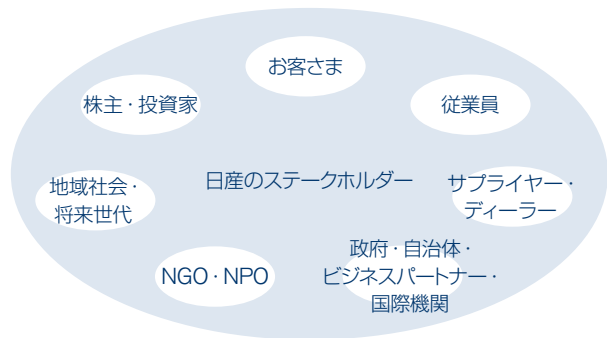 お客さま
株主・投資家
従業員
地域社会・
将来世代
日産のステークホルダー
サプライヤー・
ディーラー
NGO・NPO
政府・自治体・
ビジネスパートナー・
国際機関